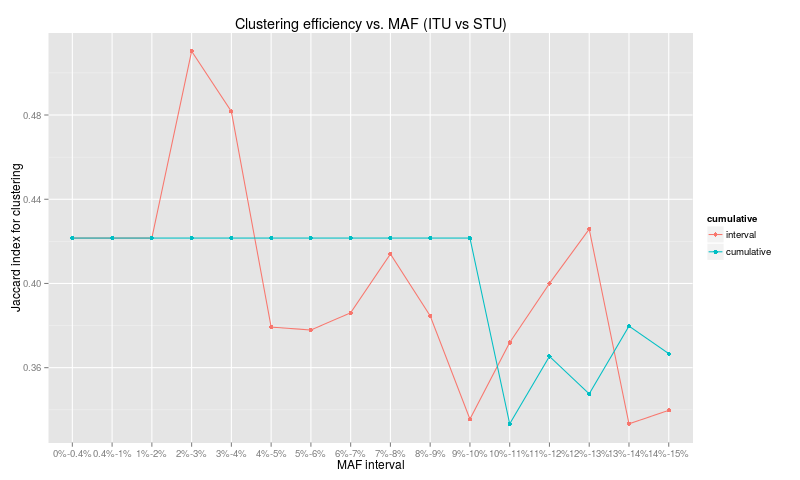 Clustering efficiency vs. MAF (ITU vs STU)
Jaccard index for clustering
0.48
0.44
0.40
0.36
0%-0.4% 0.4%-1% 1%-2% 2%-3% 3%-4% 4%-5% 5%-6% 6%-7% 7%-8% 8%-9% 9%-10% 10%-11% 11%-12% 12%-13% 13%-14% 14%-15%
MAF interval
cumulative
interval
cumulative